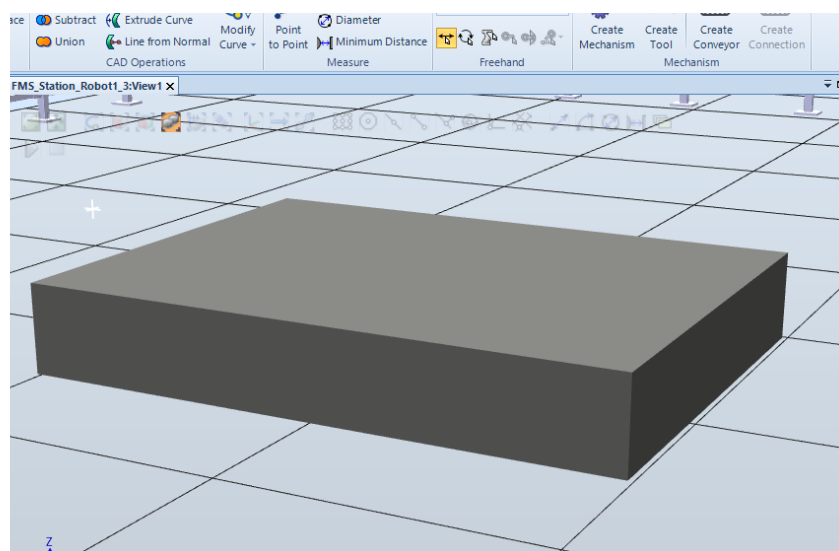 ace Subtract Extrude Curve Modify Curve Point to Point Diameter Create Mechanism Create Tool Create Conveyor Create Connection
Union Line from Normal Minimum Distance
CAD Operations Measure Freehand Mechanism
FMS_Station_Robot1_3:View1
Z